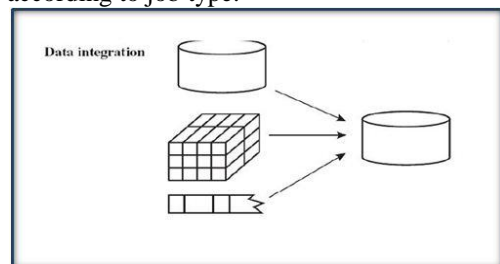 according to job type.
Data integration